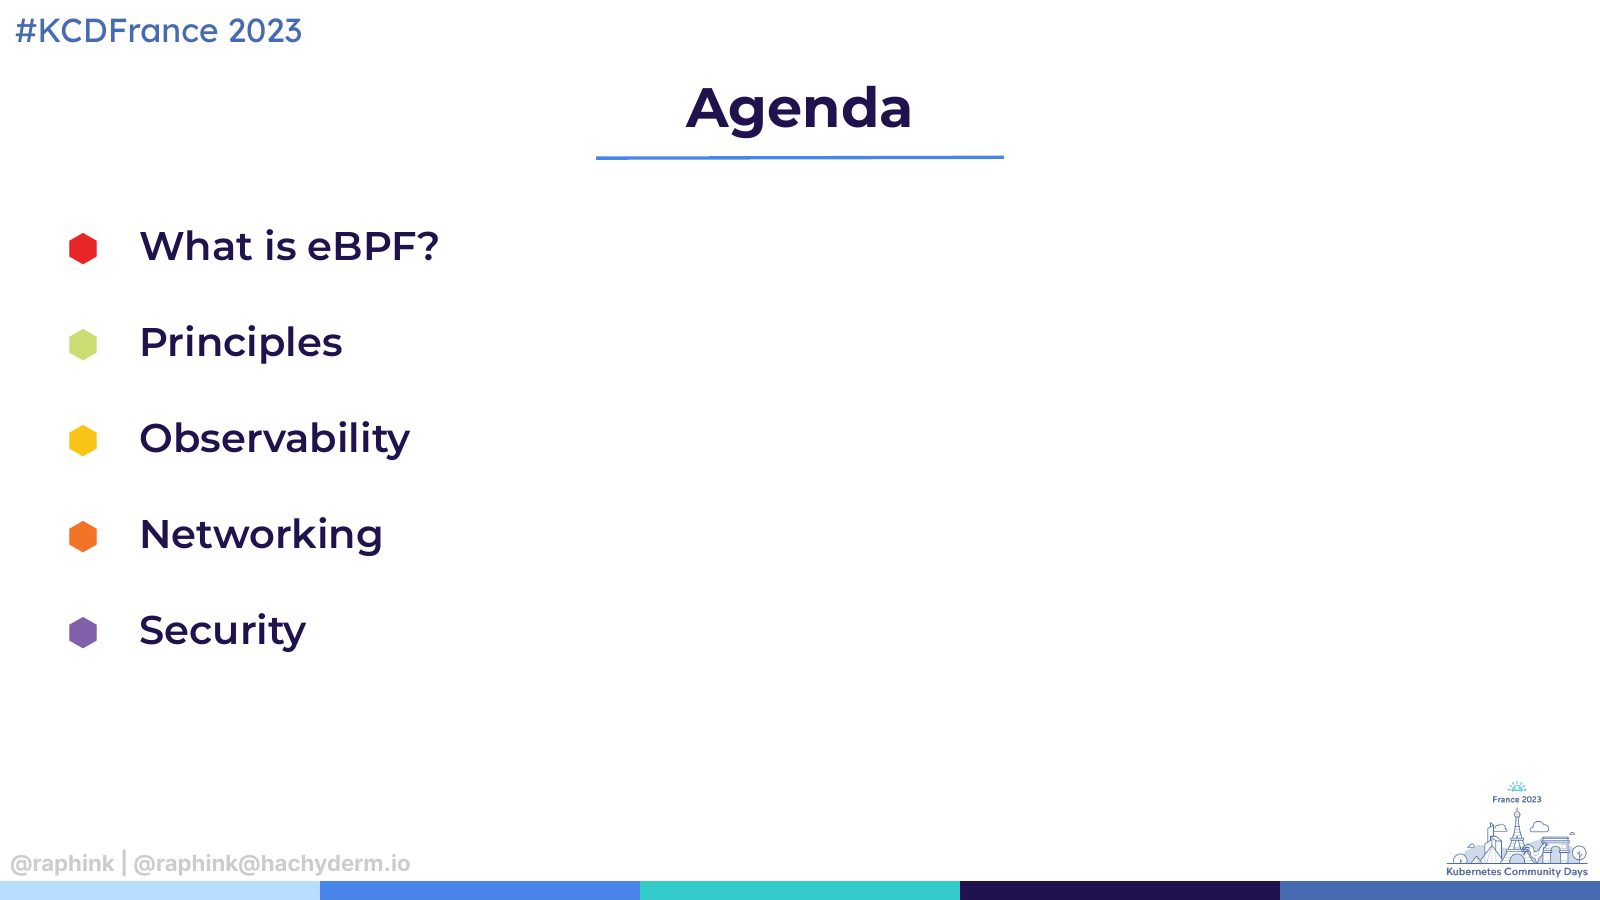 #KCDFrance 2023
Agenda
What is eBPF?
Principles
Observability
Networking
Security
France 2023
Kubernetes Community Days
@raphink | @raphink@hachyderm.io